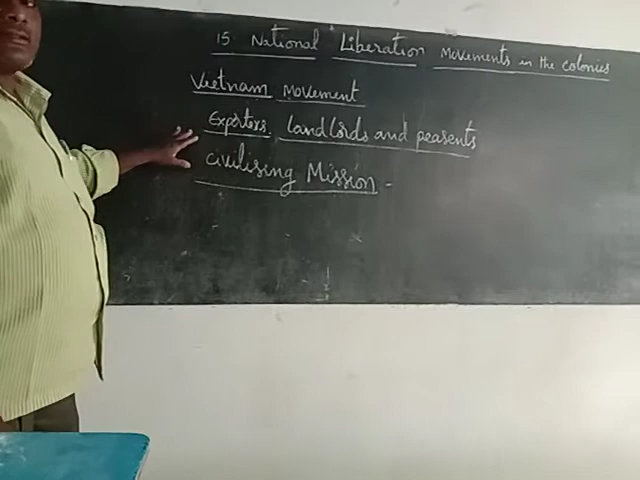 15 National Liberation Movements in the colonies
Vietnam Movement
Exporters, landlords and peasents
civilising Mission -